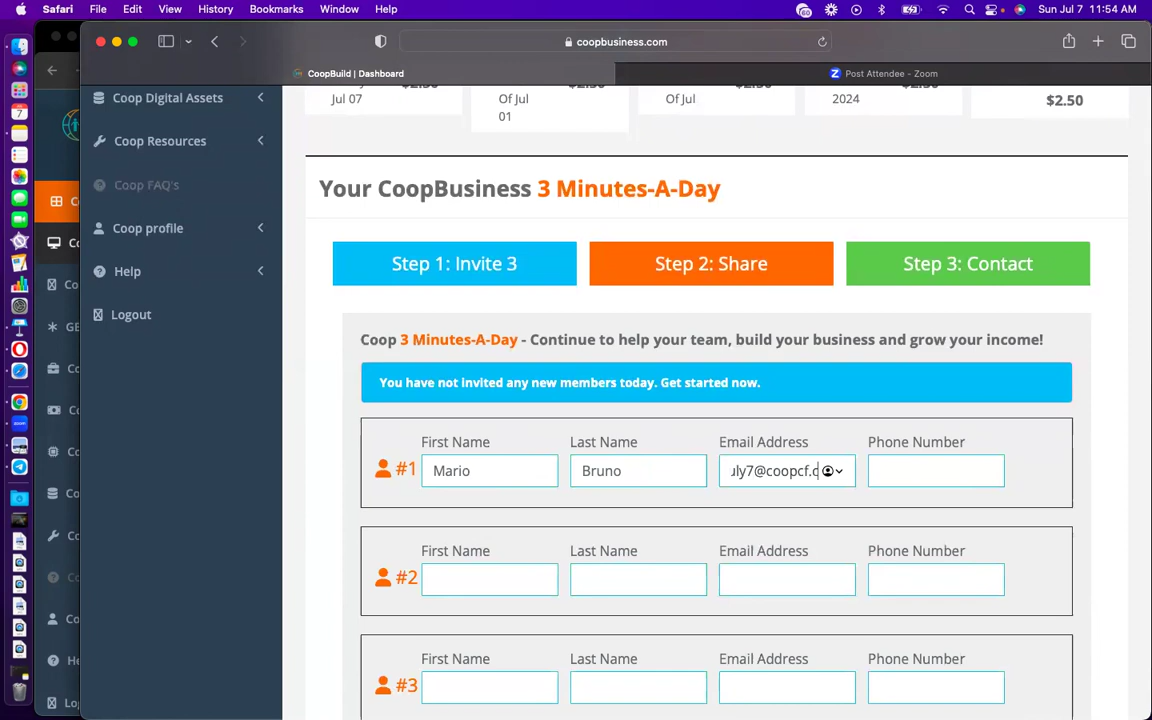 Safari File Edit View History Bookmarks Window Help
60
Sun Jul 7 11:54 AM
coopbusiness.com
CoopBuild | Dashboard
Post Attendee - Zoom
Coop Digital Assets
Coop Resources
Coop FAQ's
Coop profile
Help
Logout
Jul 07
Of Jul
01
Of Jul
2024
$2.50
Your CoopBusiness 3 Minutes-A-Day
Step 1: Invite 3
Step 2: Share
Step 3: Contact
Coop 3 Minutes-A-Day - Continue to help your team, build your business and grow your income!
You have not invited any new members today. Get started now.
First Name Last Name Email Address Phone Number
#1 Mario Bruno uly7@coopcf.c
First Name Last Name Email Address Phone Number
#2
First Name Last Name Email Address Phone Number
#3